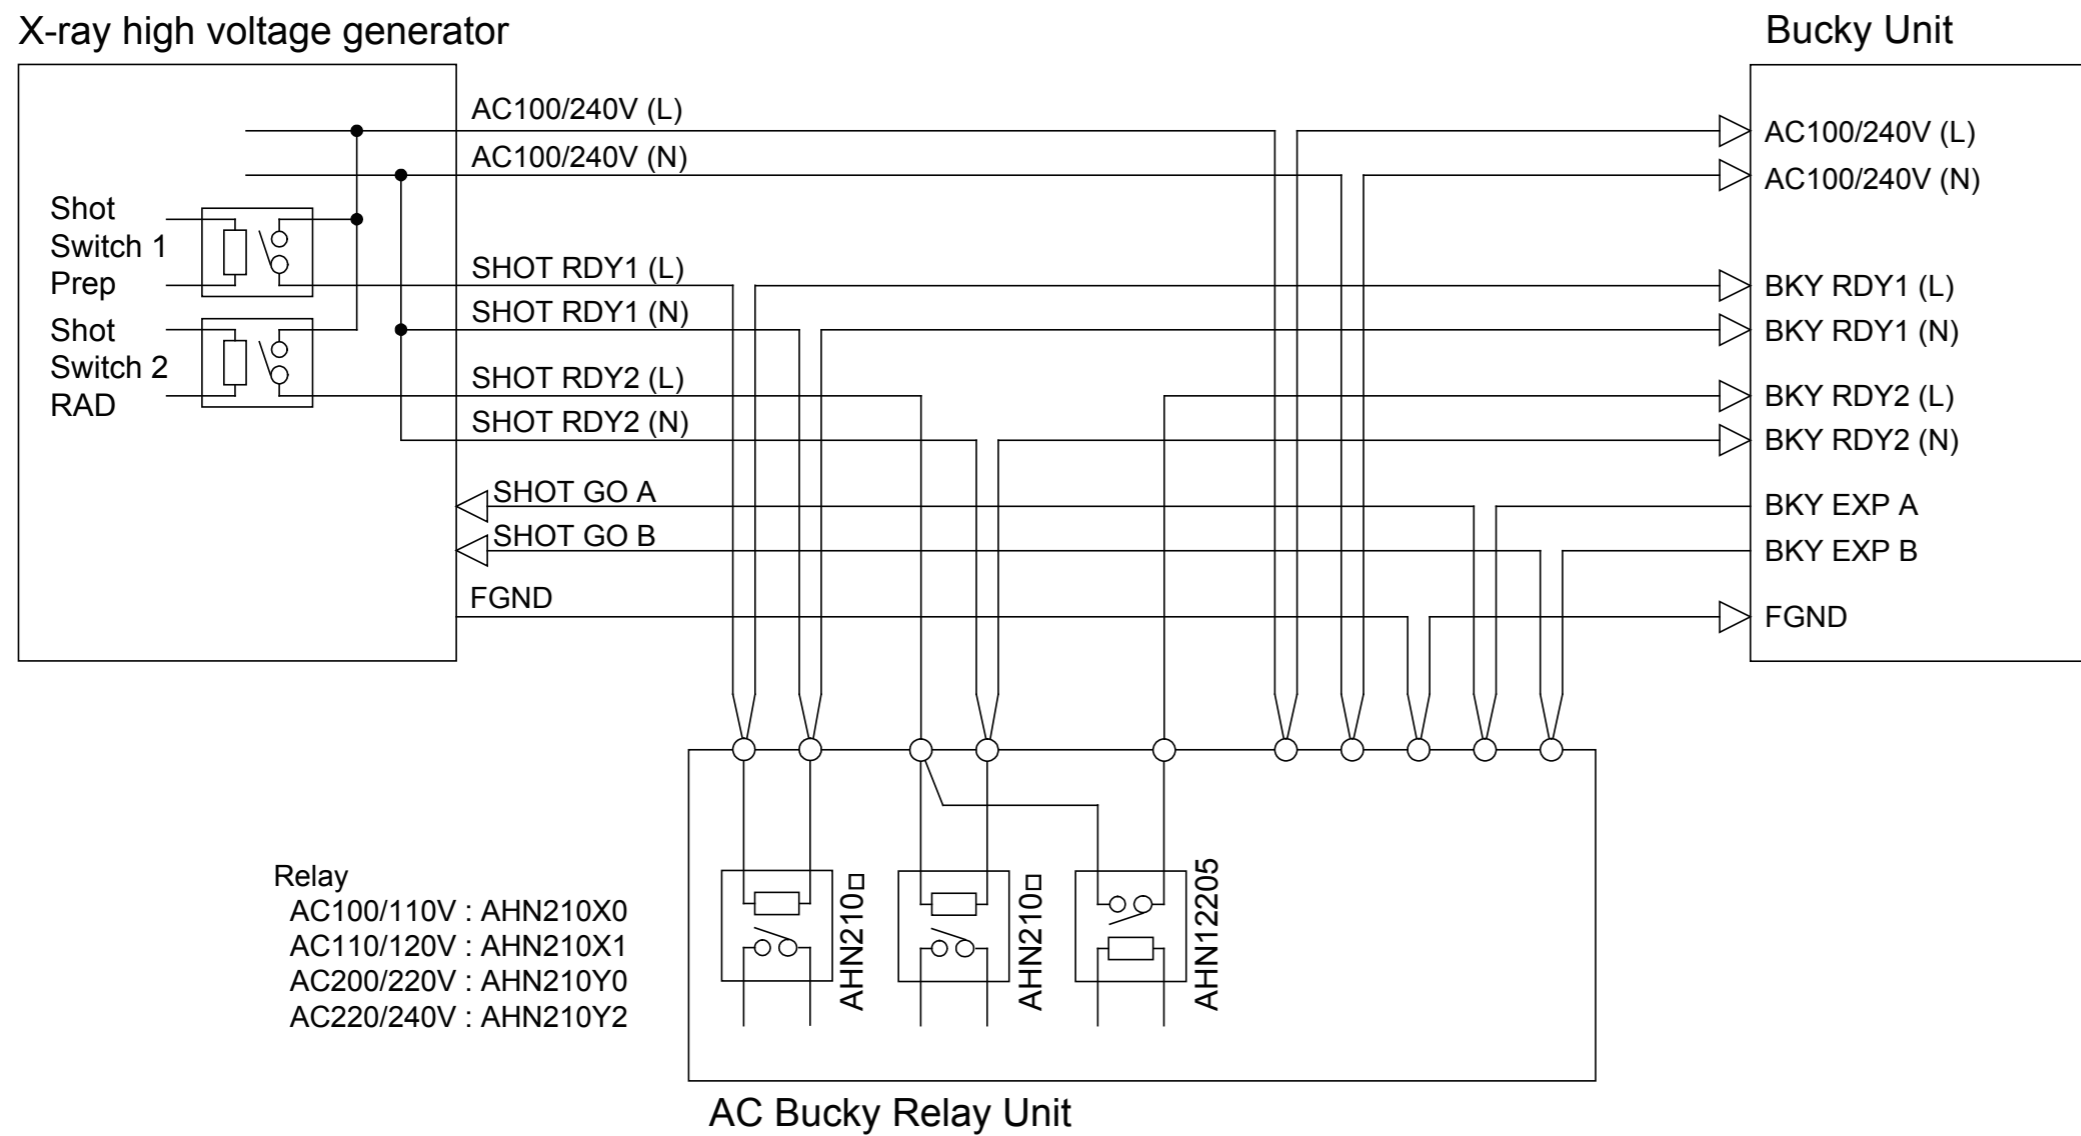 X-ray high voltage generator
Bucky Unit
AC100/240V (L)
AC100/240V (N)
Shot
Switch 1
Prep
Shot
Switch 2
RAD
SHOT RDY1 (L)
SHOT RDY1 (N)
SHOT RDY2 (L)
SHOT RDY2 (N)
SHOT GO A
SHOT GO B
FGND
AC100/240V (L)
AC100/240V (N)
BKY RDY1 (L)
BKY RDY1 (N)
BKY RDY2 (L)
BKY RDY2 (N)
BKY EXP A
BKY EXP B
FGND
Relay
AC100/110V : AHN210X0
AC110/120V : AHN210X1
AC200/220V : AHN210Y0
AC220/240V : AHN210Y2
AHN210□
AHN210□
AHN12205
AC Bucky Relay Unit